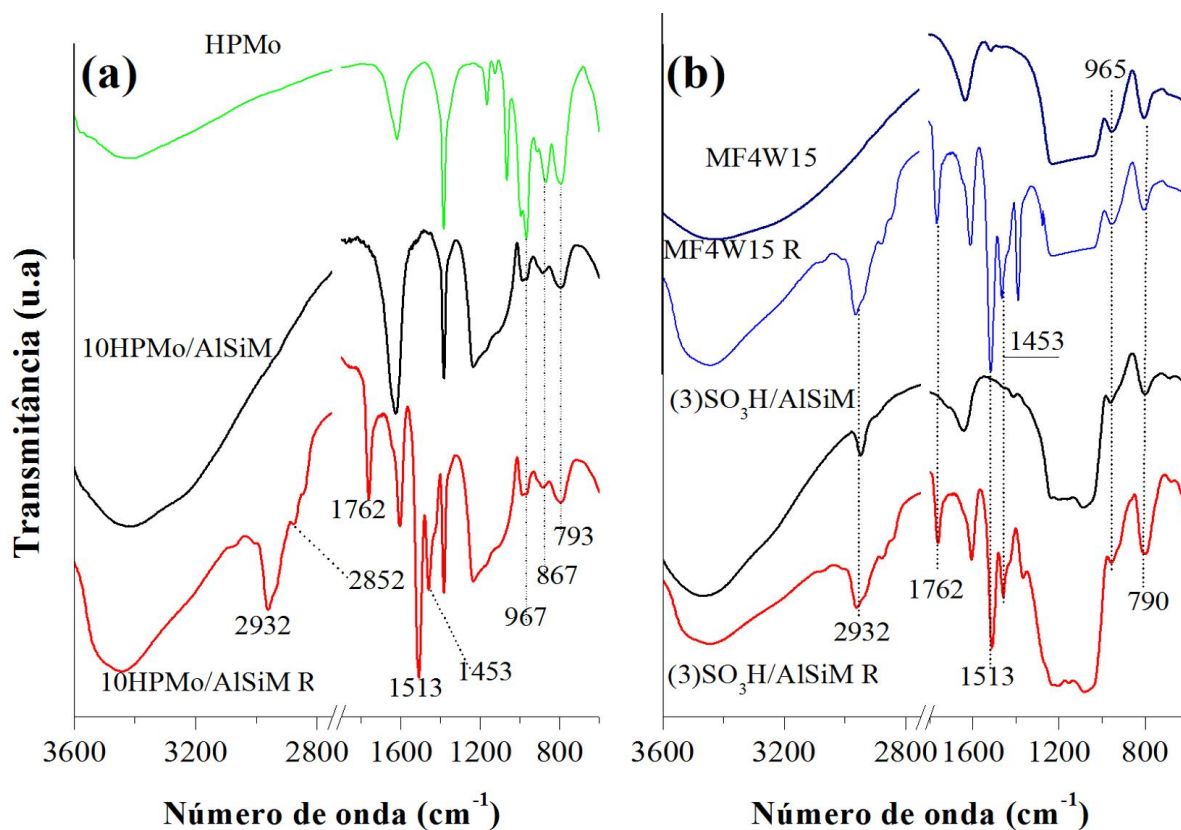 Transmitância (u.a)
(a)
HPMo
10HPMo/AlSiM
10HPMo/AlSiM R
2932
2852
1762
1513
1453
967
867
793
3600
3200
2800
1600
1200
800
Número de onda (cm⁻¹)
(b)
965
MF4W15
MF4W15 R
1453
(3)SO₃H/AlSiM
(3)SO₃H/AlSiM R
2932
1762
1513
790
3600
3200
2800
1600
1200
800
Número de onda (cm⁻¹)